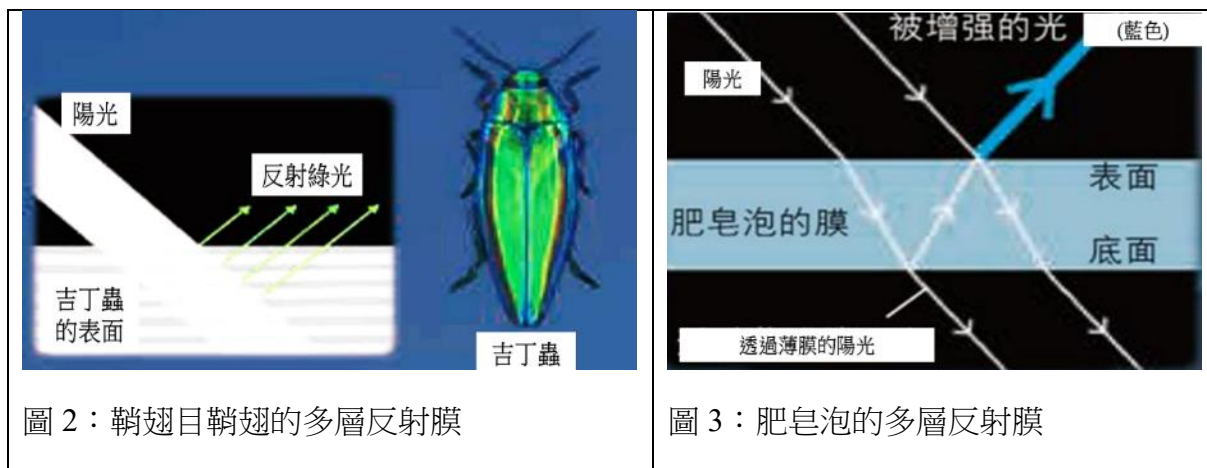 陽光
反射綠光
吉丁蟲
的表面
吉丁蟲
圖 2：鞘翅目鞘翅的多層反射膜
被增强的光
(藍色)
陽光
表面
肥皂泡的膜
底面
透過薄膜的陽光
圖 3：肥皂泡的多層反射膜